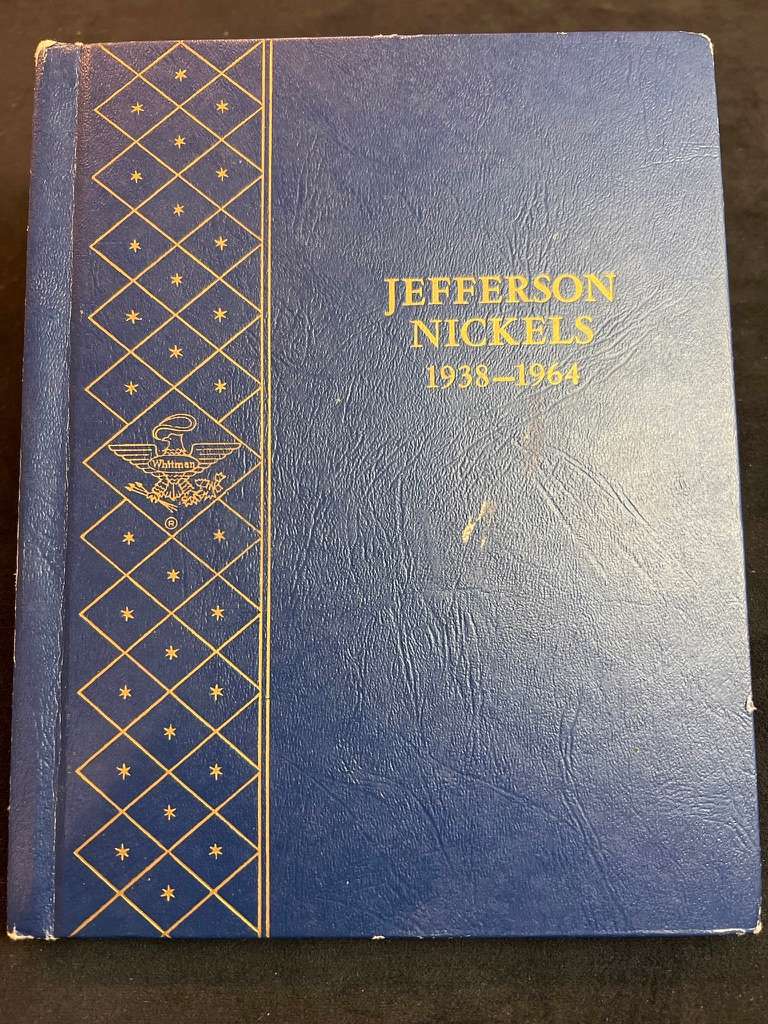 JEFFERSON
NICKELS
1938–1964
Whitman
®